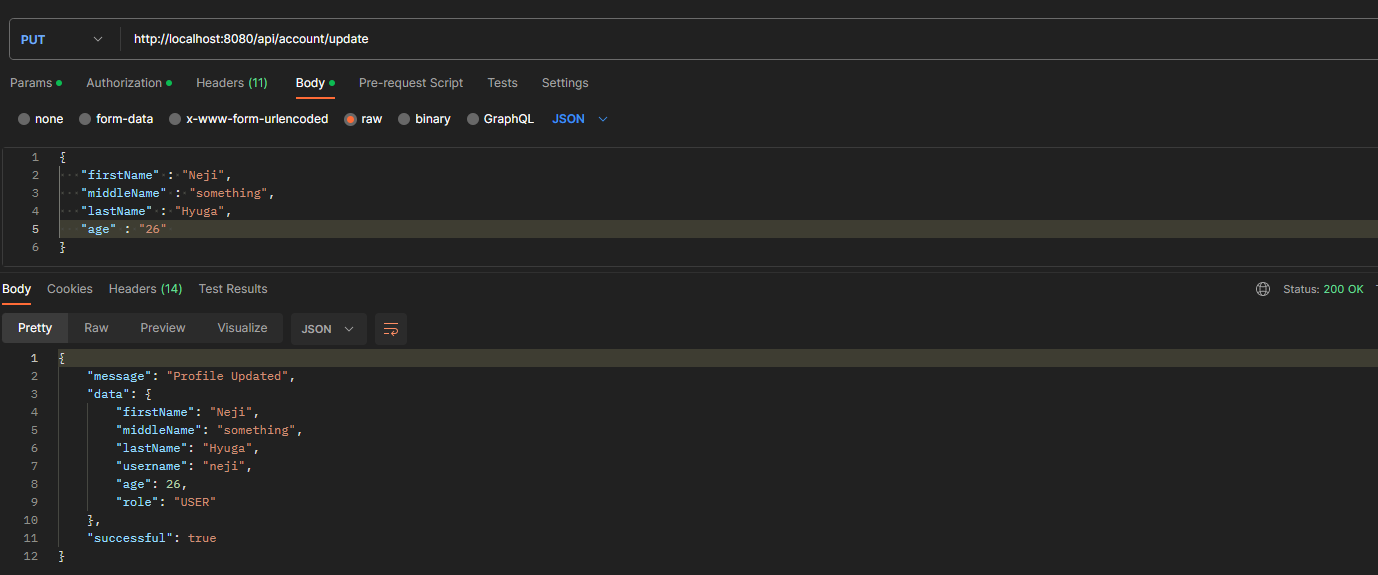 PUT http://localhost:8080/api/account/update
Params Authorization Headers (11) Body Pre-request Script Tests Settings
none form-data x-www-form-urlencoded raw binary GraphQL JSON
1 {
2 "firstName" : "Neji",
3 "middleName" : "something",
4 "lastName" : "Hyuga",
5 "age" : "26"
6 }
Body Cookies Headers (14) Test Results Status: 200 OK
Pretty Raw Preview Visualize JSON
1 {
2 "message": "Profile Updated",
3 "data": {
4 "firstName": "Neji",
5 "middleName": "something",
6 "lastName": "Hyuga",
7 "username": "neji",
8 "age": 26,
9 "role": "USER"
10 },
11 "successful": true
12 }